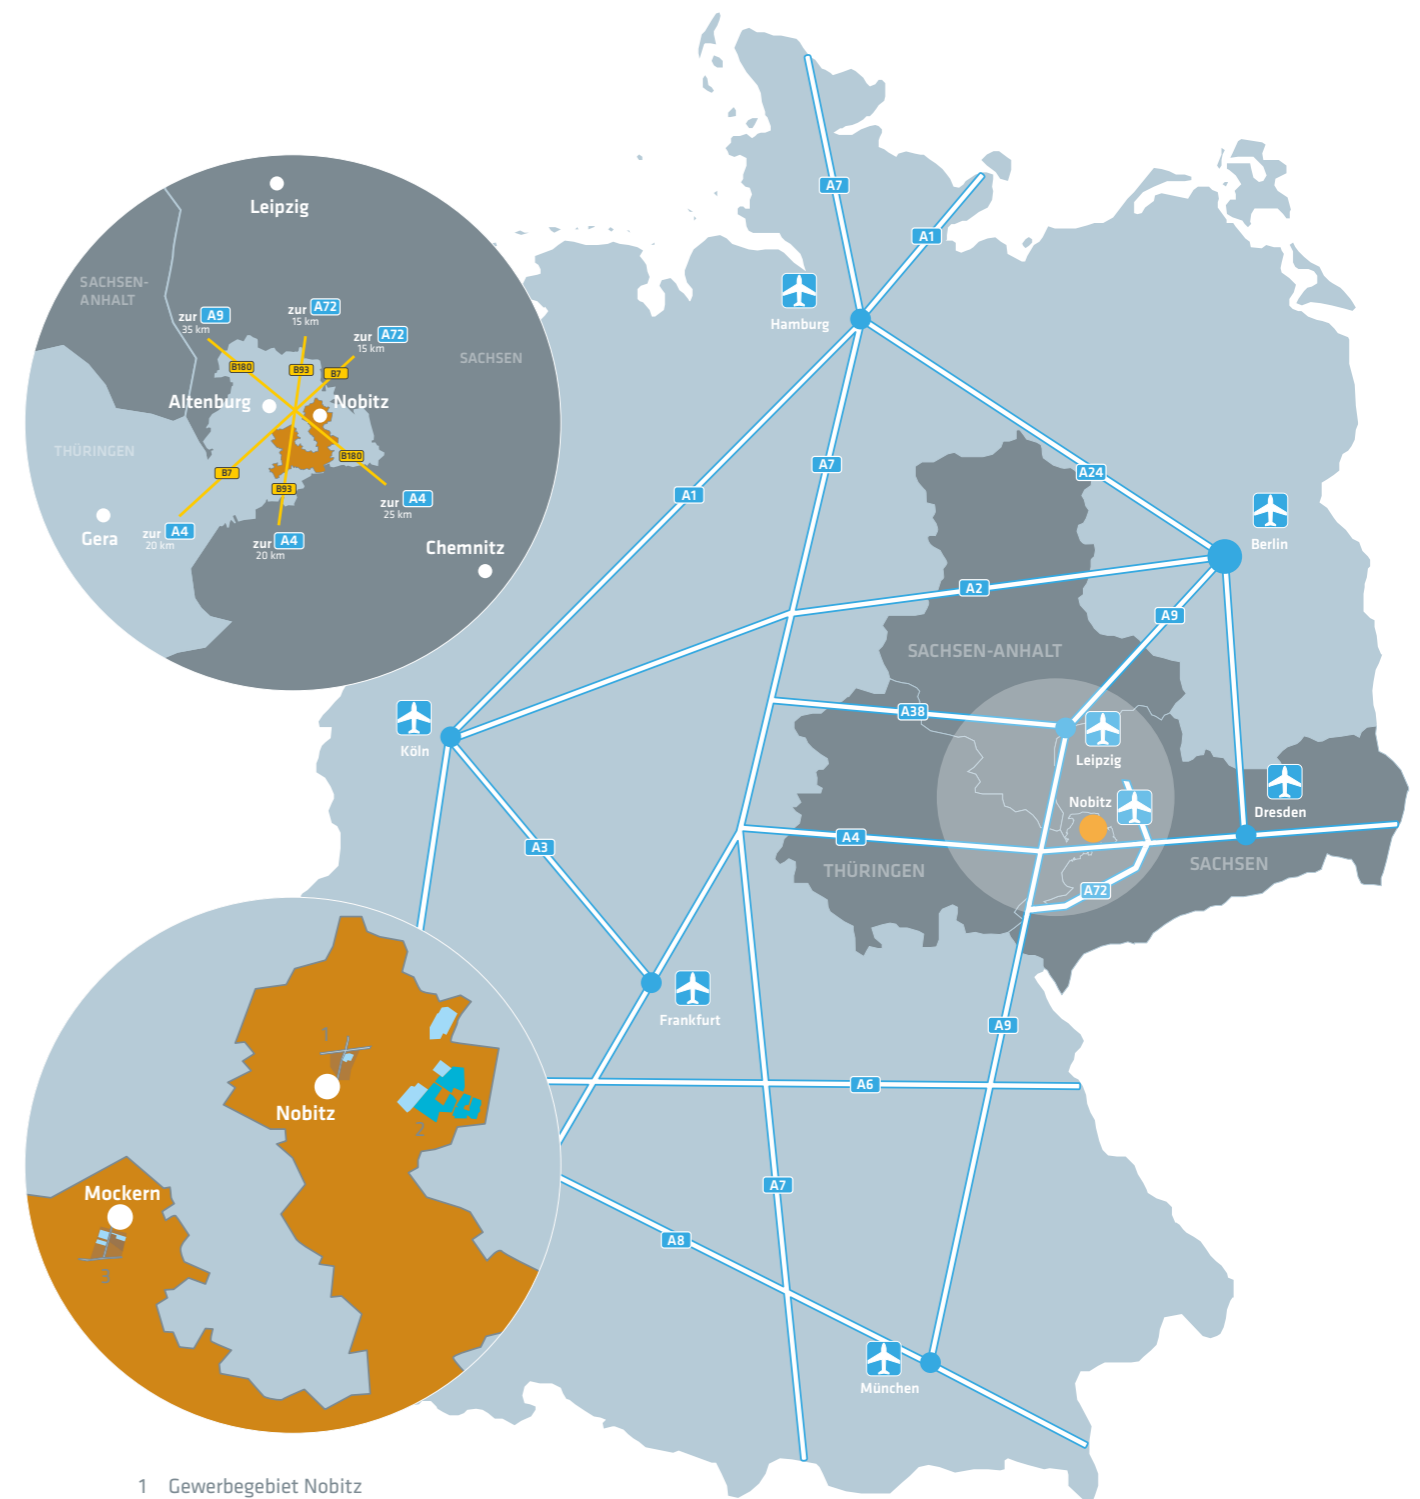 A7
A1
Hamburg
Leipzig
SACHSEN-
ANHALT
zur A9
35 km
zur A72
15 km
zur A72
15 km
SACHSEN
B180
B93
B7
Altenburg
Nobitz
THÜRINGEN
B7
B180
B93
zur A4
25 km
Gera
zur A4
20 km
zur A4
20 km
Chemnitz
A7
A1
A24
Berlin
A2
A9
SACHSEN-ANHALT
A38
Köln
Leipzig
Nobitz
Dresden
A3
A4
THÜRINGEN
SACHSEN
A72
Frankfurt
A9
1
Nobitz
2
A6
Mockern
3
A7
A8
München
1 Gewerbegebiet Nobitz